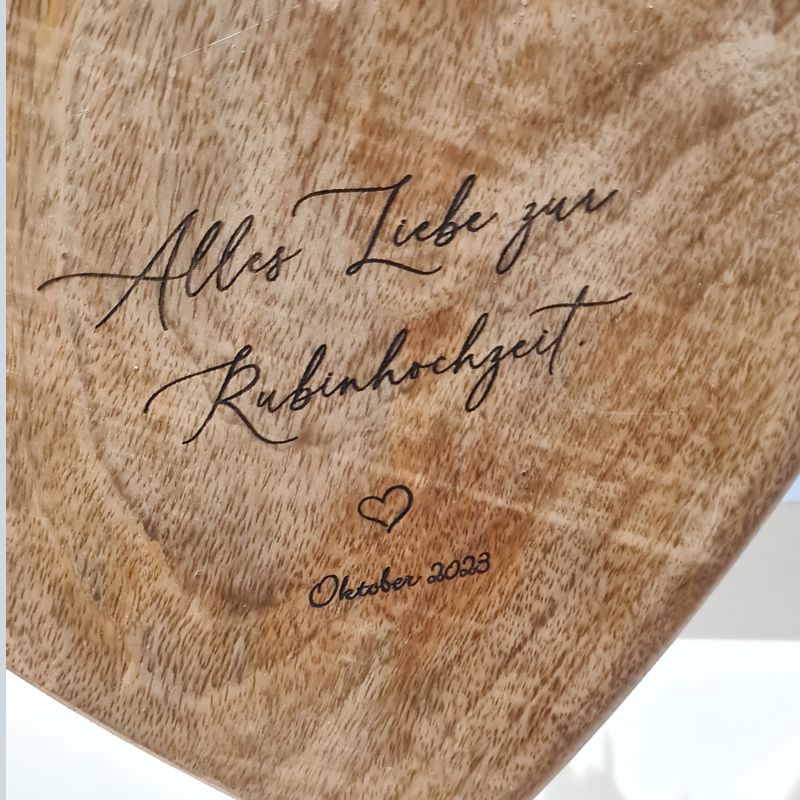 Alles Liebe zur
Rubinhochzeit.
Oktober 2023